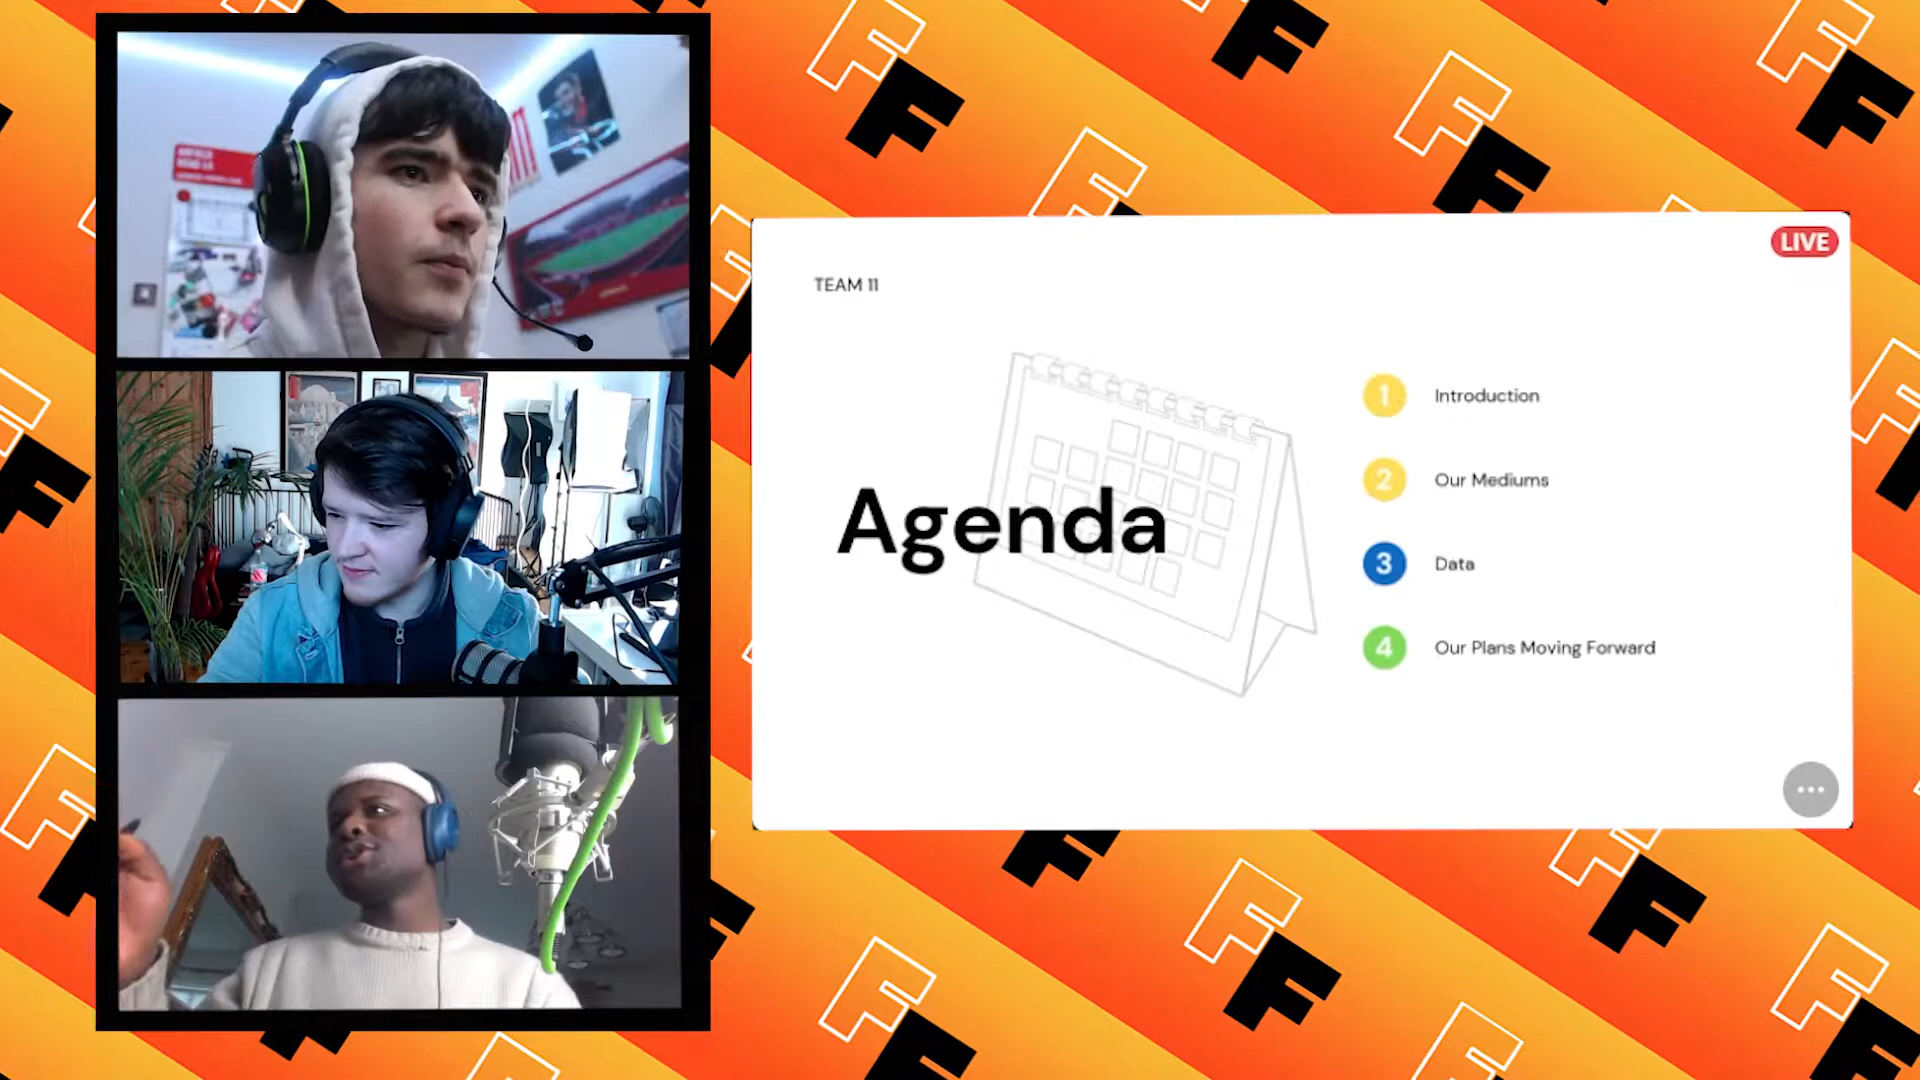 LIVE
TEAM 11
Agenda
1 Introduction
2 Our Mediums
3 Data
4 Our Plans Moving Forward